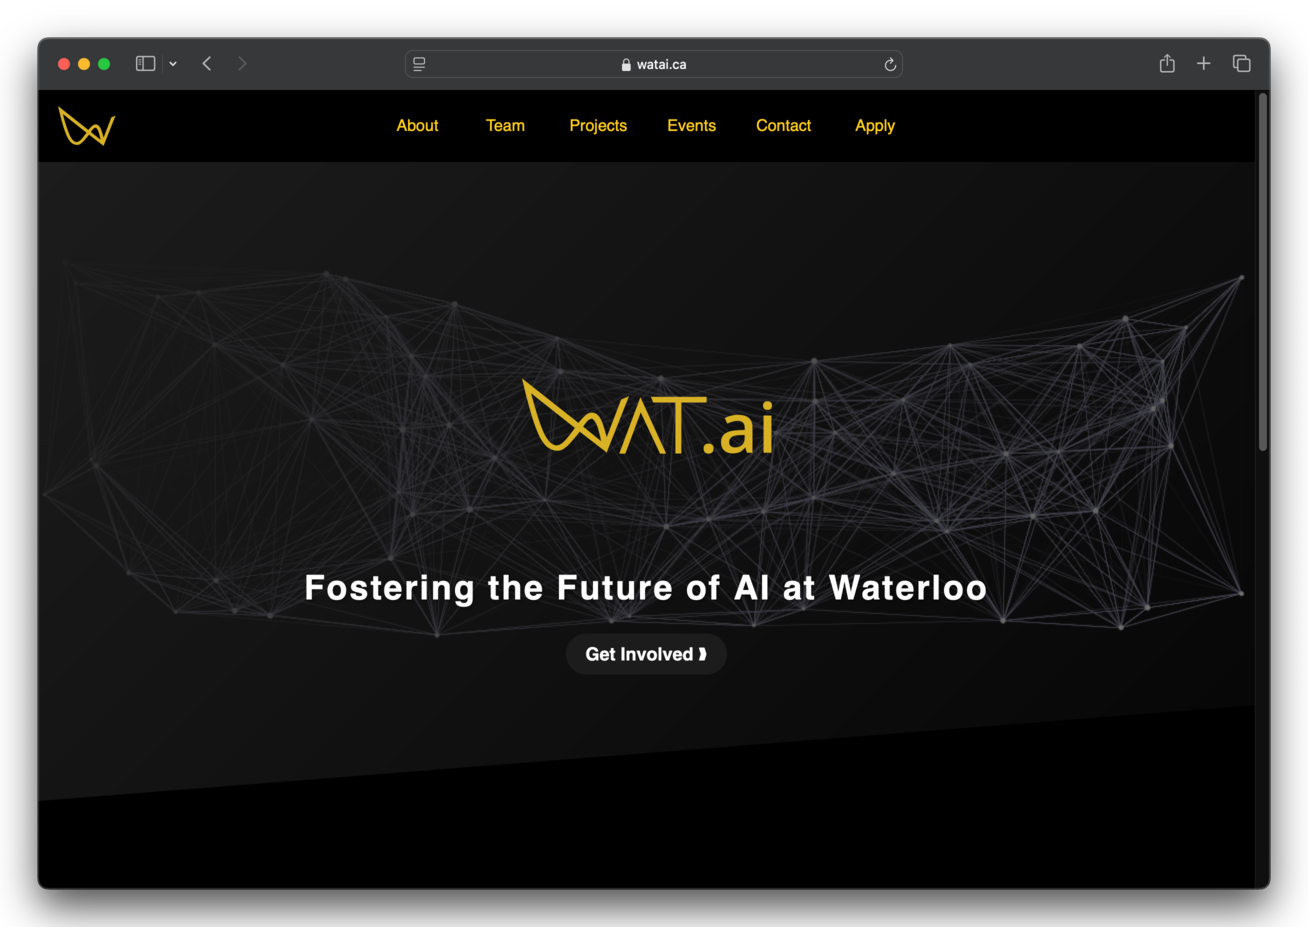 watai.ca
About Team Projects Events Contact Apply
WAT.ai
Fostering the Future of AI at Waterloo
Get Involved